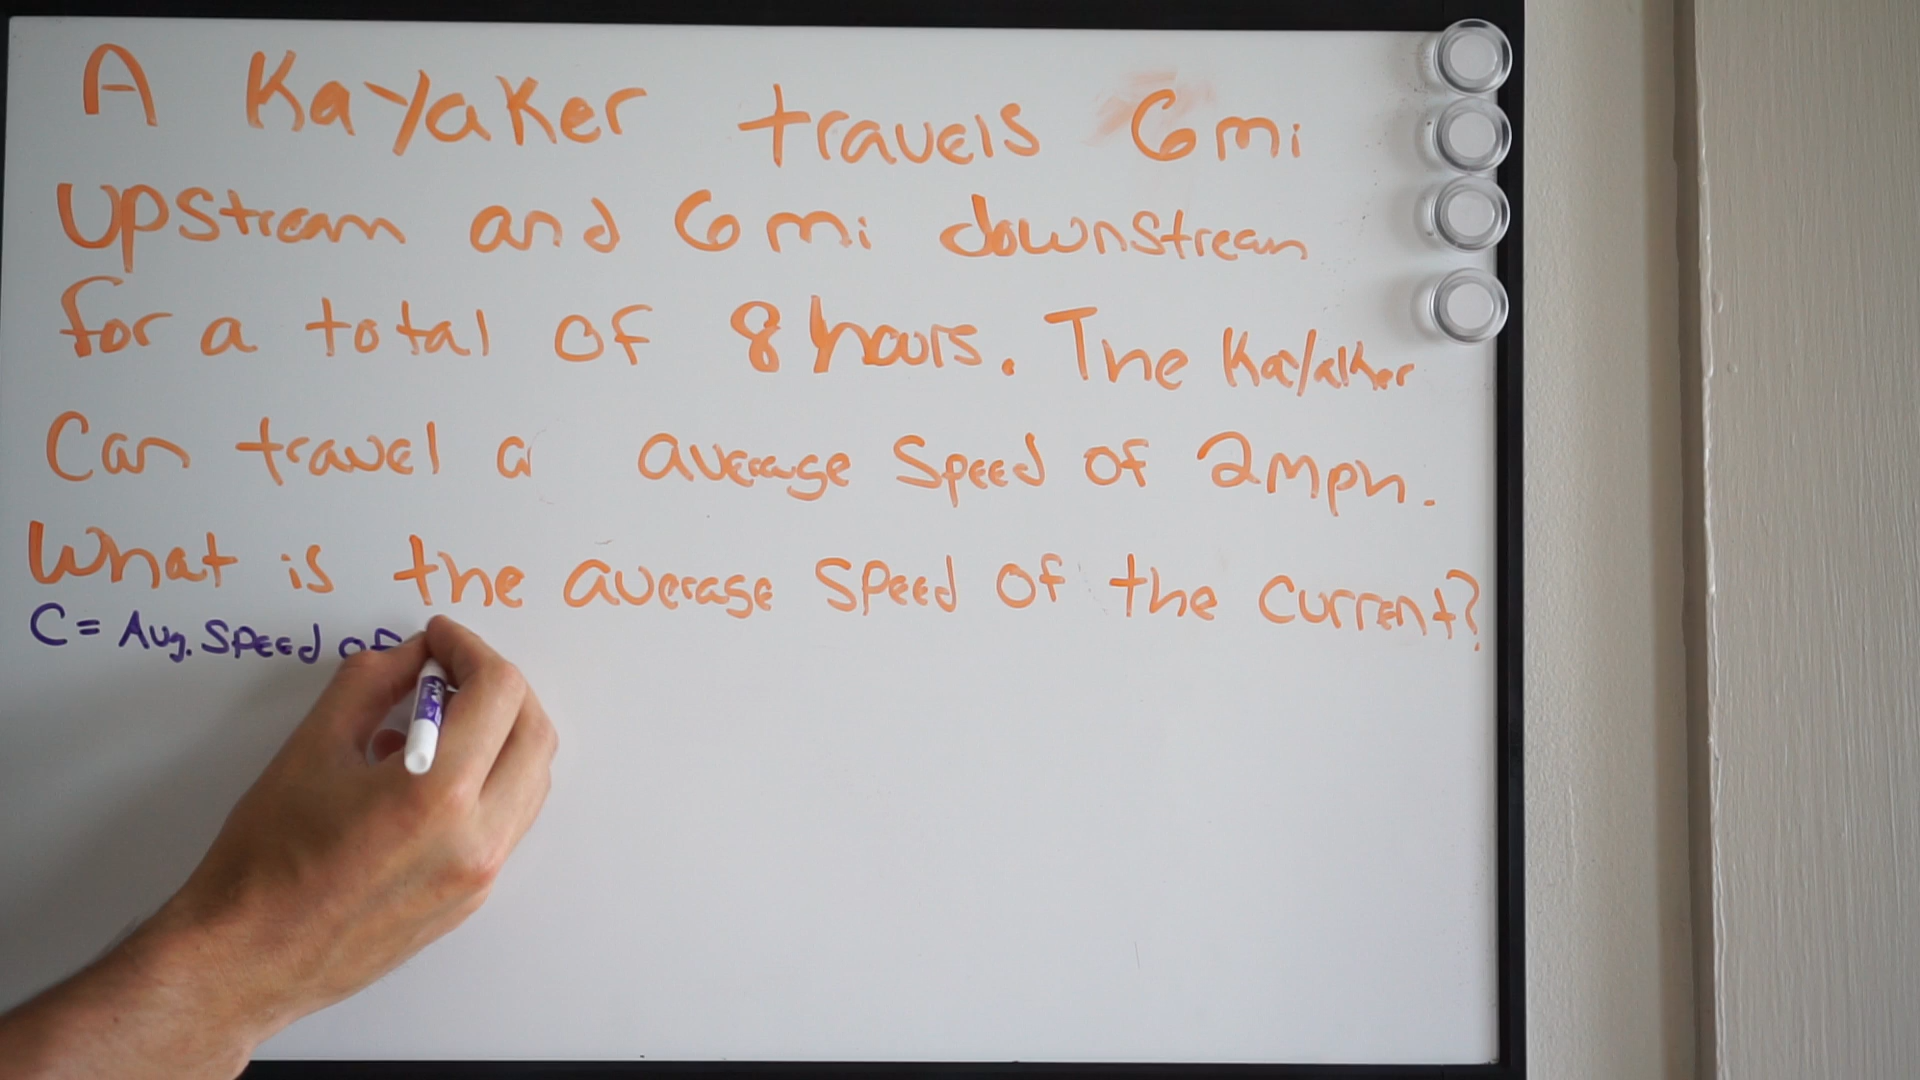 A Kayaker travels 6mi
upstream and 6mi downstream
for a total of 8 hours. The Kayaker
Can travel a average speed of 2mph.
What is the average speed of the current?
C = Avg. Speed of